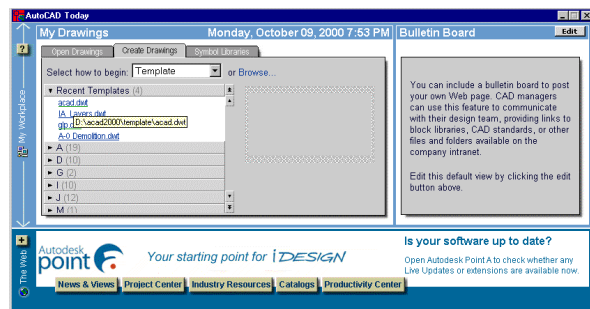 AutoCAD Today
My Drawings
Monday, October 09, 2000 7:53 PM
Bulletin Board
Edit
Open Drawings
Create Drawings
Symbol Libraries
Select how to begin:
Template
or Browse...
Recent Templates (4)
acad.dwt
IA_Layers.dwt
D:\acad2000\template\acad.dwt
A-0 Demolition.dwt
A (19)
D (10)
G (2)
I (10)
J (12)
M (1)
You can include a bulletin board to post
your own Web page. CAD managers
can use this feature to communicate
with their design team, providing links to
block libraries, CAD standards, or other
files and folders available on the
company intranet.
Edit this default view by clicking the edit
button above.
My Workplace
The Web
Autodesk
point
Your starting point for iDESIGN
Is your software up to date?
Open Autodesk Point A to check whether any
Live Updates or extensions are available now.
News & Views
Project Center
Industry Resources
Catalogs
Productivity Center